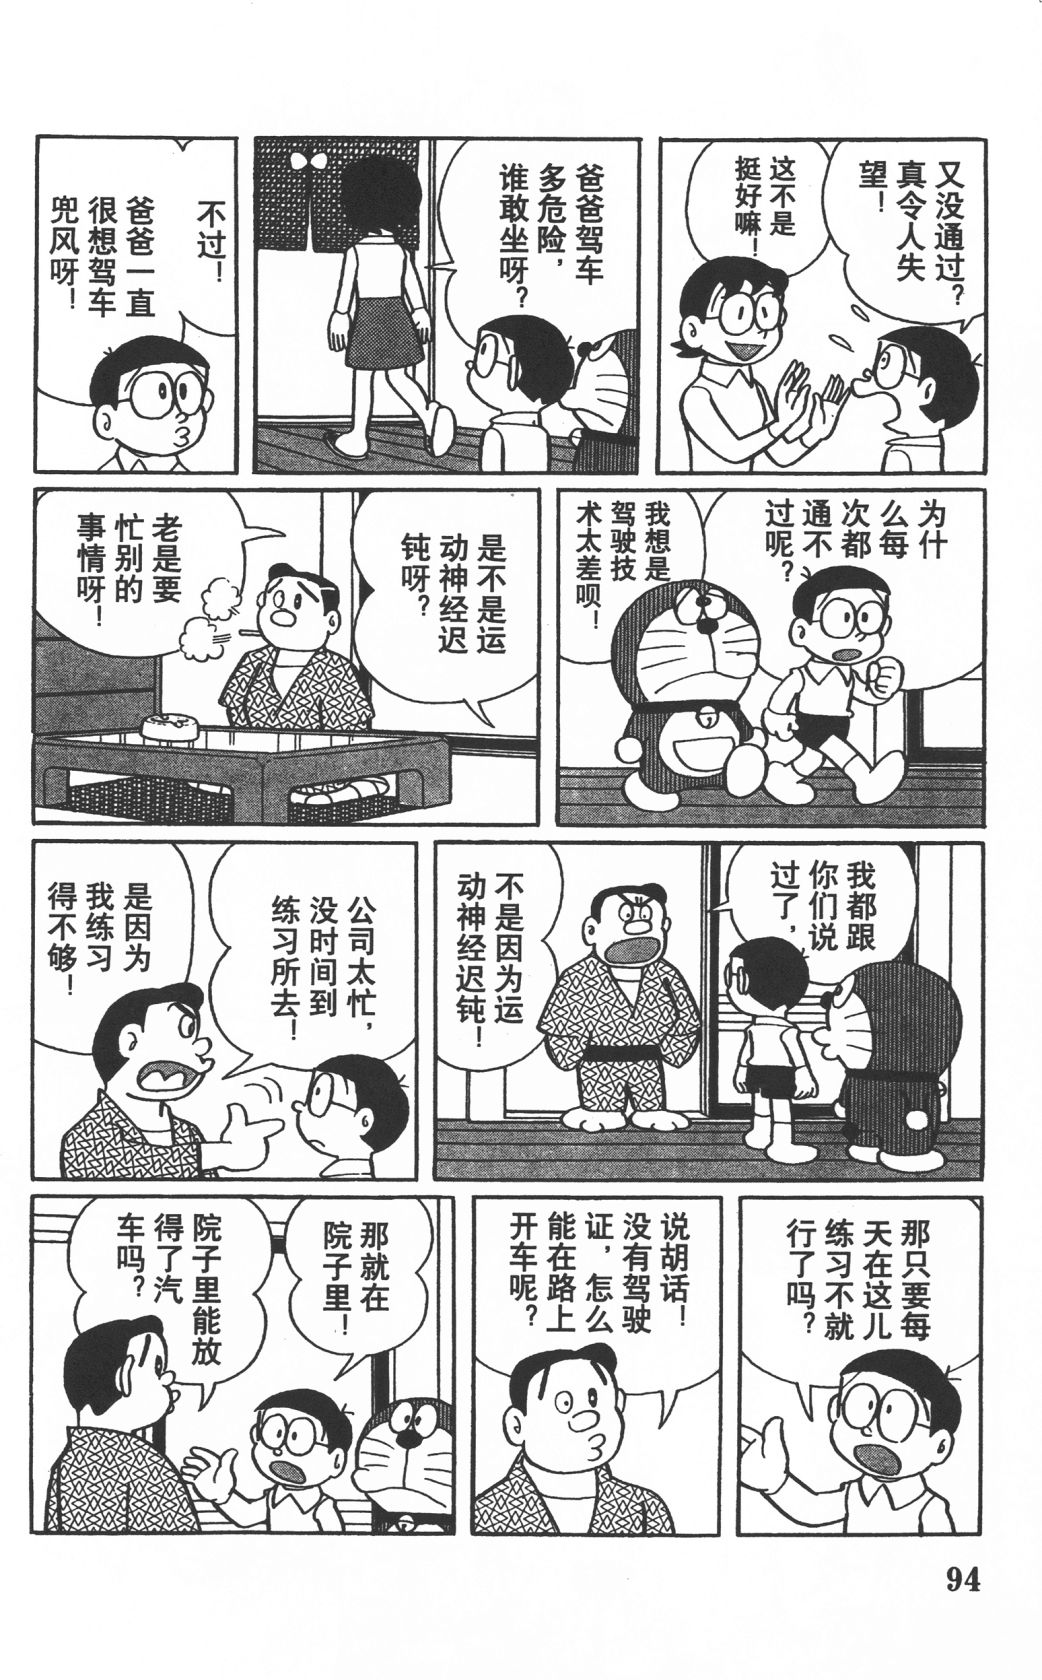 又没通过？
真令人失
望！
这不是
挺好嘛！
爸爸驾车
多危险，
谁敢坐呀？
不过！
爸爸一直
很想驾车
兜风呀！
为什
么每
次都
通不
过呢？
我想是
驾驶技
术太差呗！
是不是运
动神经迟
钝呀？
老是要
忙别的
事情呀！
我都跟
你们说
过了，
不是因为运
动神经迟钝！
公司太忙，
没时间到
练习所去！
是因为
我练习
得不够！
那只要每
天在这儿
练习不就
行了吗？
说胡话！
没有驾驶
证，怎么
能在路上
开车呢？
那就在
院子里！
院子里能放
得了汽
车吗？
94